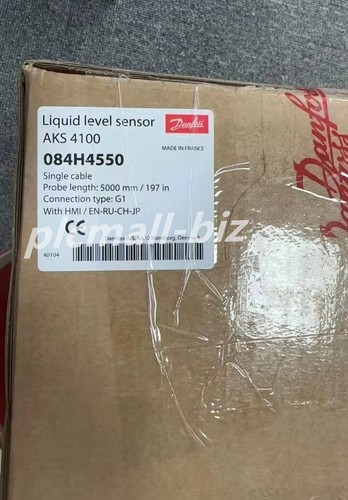 Liquid level sensor
Danfoss
AKS 4100
MADE IN FRANCE
084H4550
Single cable
Probe length: 5000 mm / 197 in
Connection type: G1
With HMI / EN-RU-CH-JP
plcmall-biz
CE
40104
Danfoss